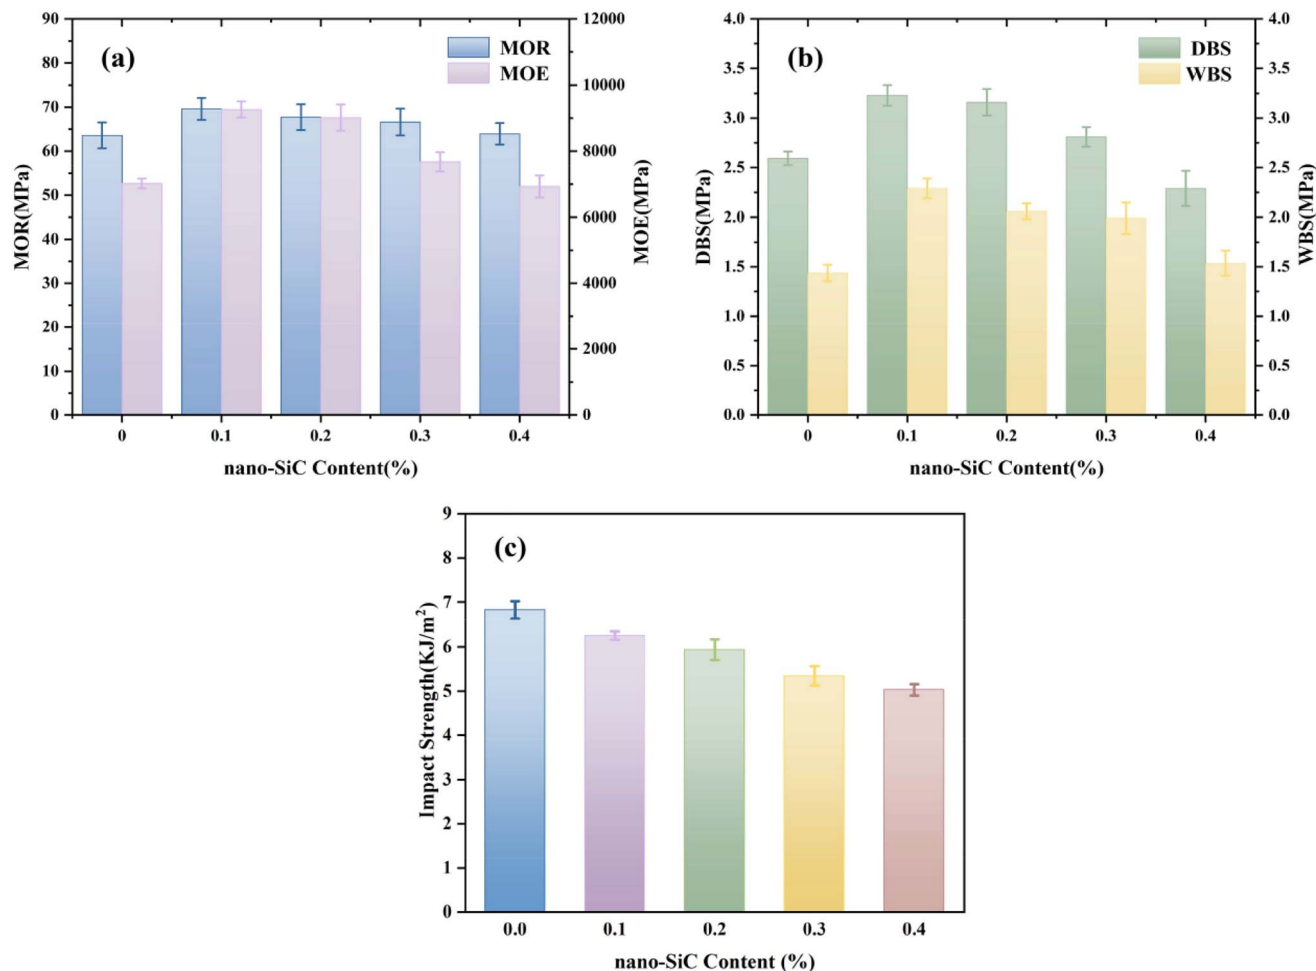 (a)
MOR
MOE
90
80
70
60
50
40
30
20
10
0
MOR(MPa)
12000
10000
8000
6000
4000
2000
0
MOE(MPa)
0 0.1 0.2 0.3 0.4
nano-SiC Content(%)
(b)
DBS
WBS
4.0
3.5
3.0
2.5
2.0
1.5
1.0
0.5
0.0
DBS(MPa)
4.0
3.5
3.0
2.5
2.0
1.5
1.0
0.5
0.0
WBS(MPa)
0 0.1 0.2 0.3 0.4
nano-SiC Content(%)
(c)
9
8
7
6
5
4
3
2
1
0
Impact Strength(KJ/m²)
0.0 0.1 0.2 0.3 0.4
nano-SiC Content (%)